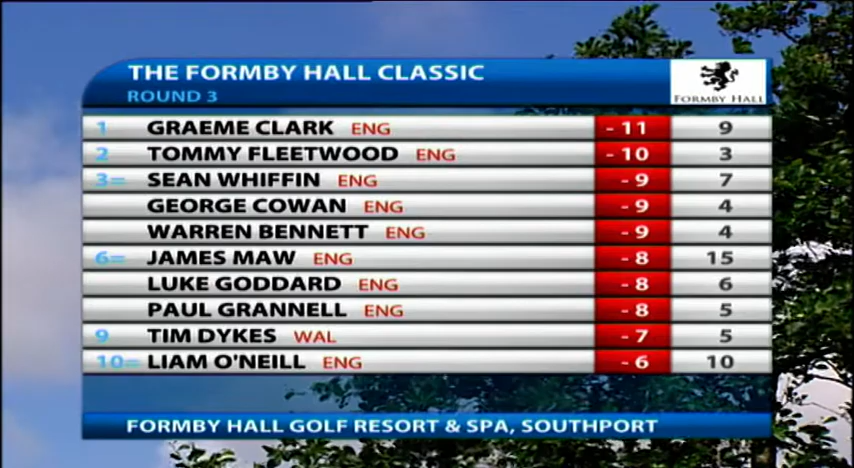 THE FORMBY HALL CLASSIC
ROUND 3
FORMBY HALL
1 GRAEME CLARK ENG - 11 9
2 TOMMY FLEETWOOD ENG - 10 3
3= SEAN WHIFFIN ENG - 9 7
GEORGE COWAN ENG - 9 4
WARREN BENNETT ENG - 9 4
6= JAMES MAW ENG - 8 15
LUKE GODDARD ENG - 8 6
PAUL GRANNELL ENG - 8 5
9 TIM DYKES WAL - 7 5
10= LIAM O'NEILL ENG - 6 10
FORMBY HALL GOLF RESORT & SPA, SOUTHPORT